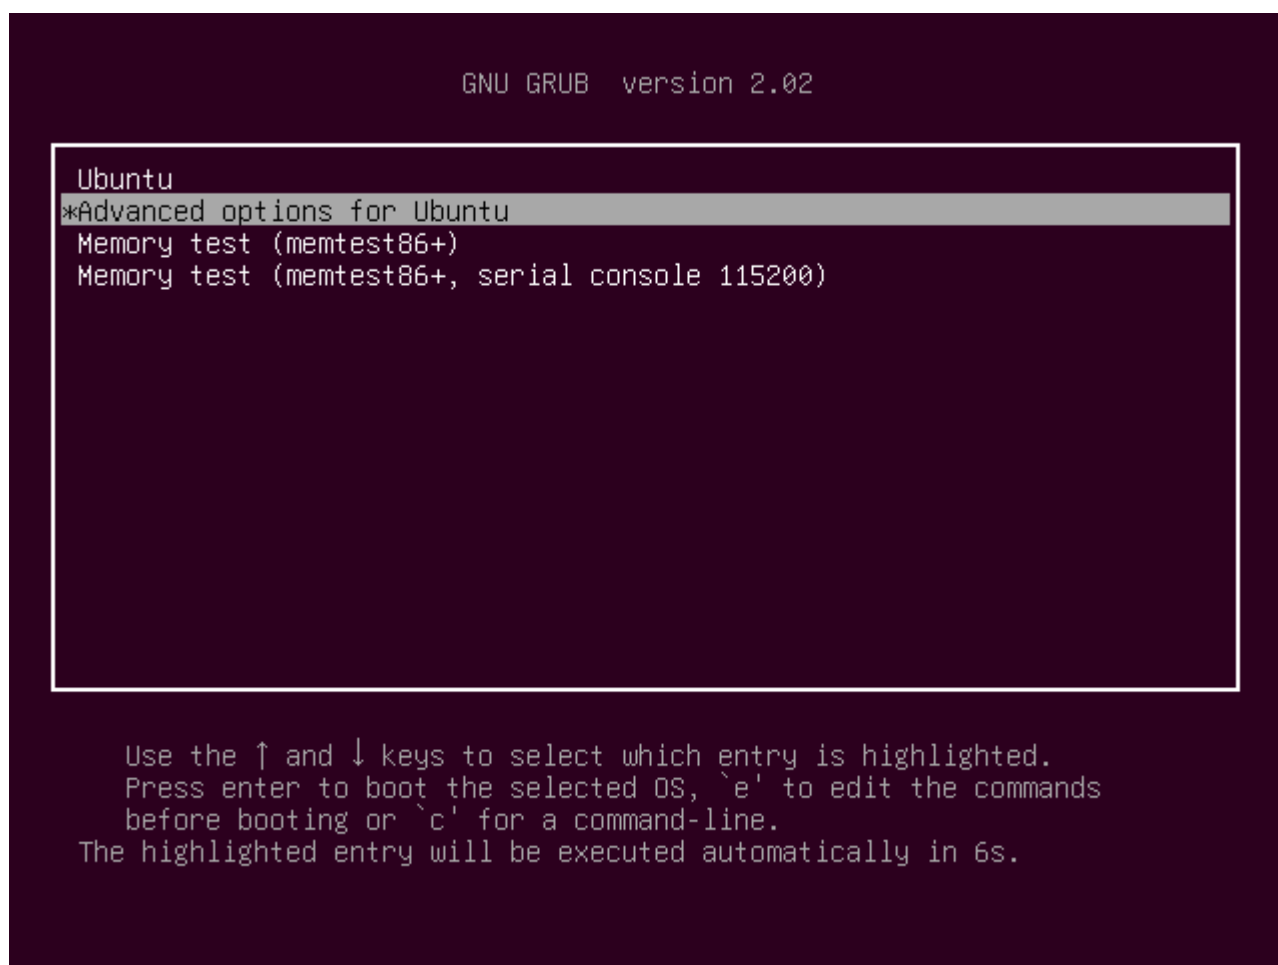 GNU GRUB  version 2.02
Ubuntu
*Advanced options for Ubuntu
Memory test (memtest86+)
Memory test (memtest86+, serial console 115200)
Use the ↑ and ↓ keys to select which entry is highlighted.
Press enter to boot the selected OS, `e' to edit the commands
before booting or `c' for a command-line.
The highlighted entry will be executed automatically in 6s.